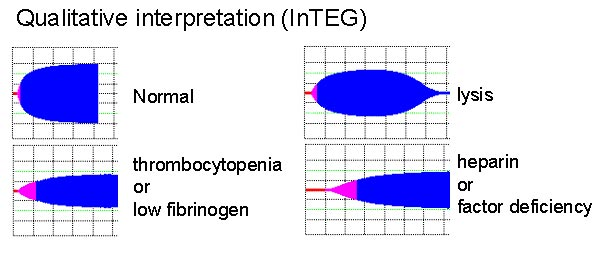 Qualitative interpretation (InTEG)
Normal
lysis
thrombocytopenia
or
low fibrinogen
heparin
or
factor deficiency